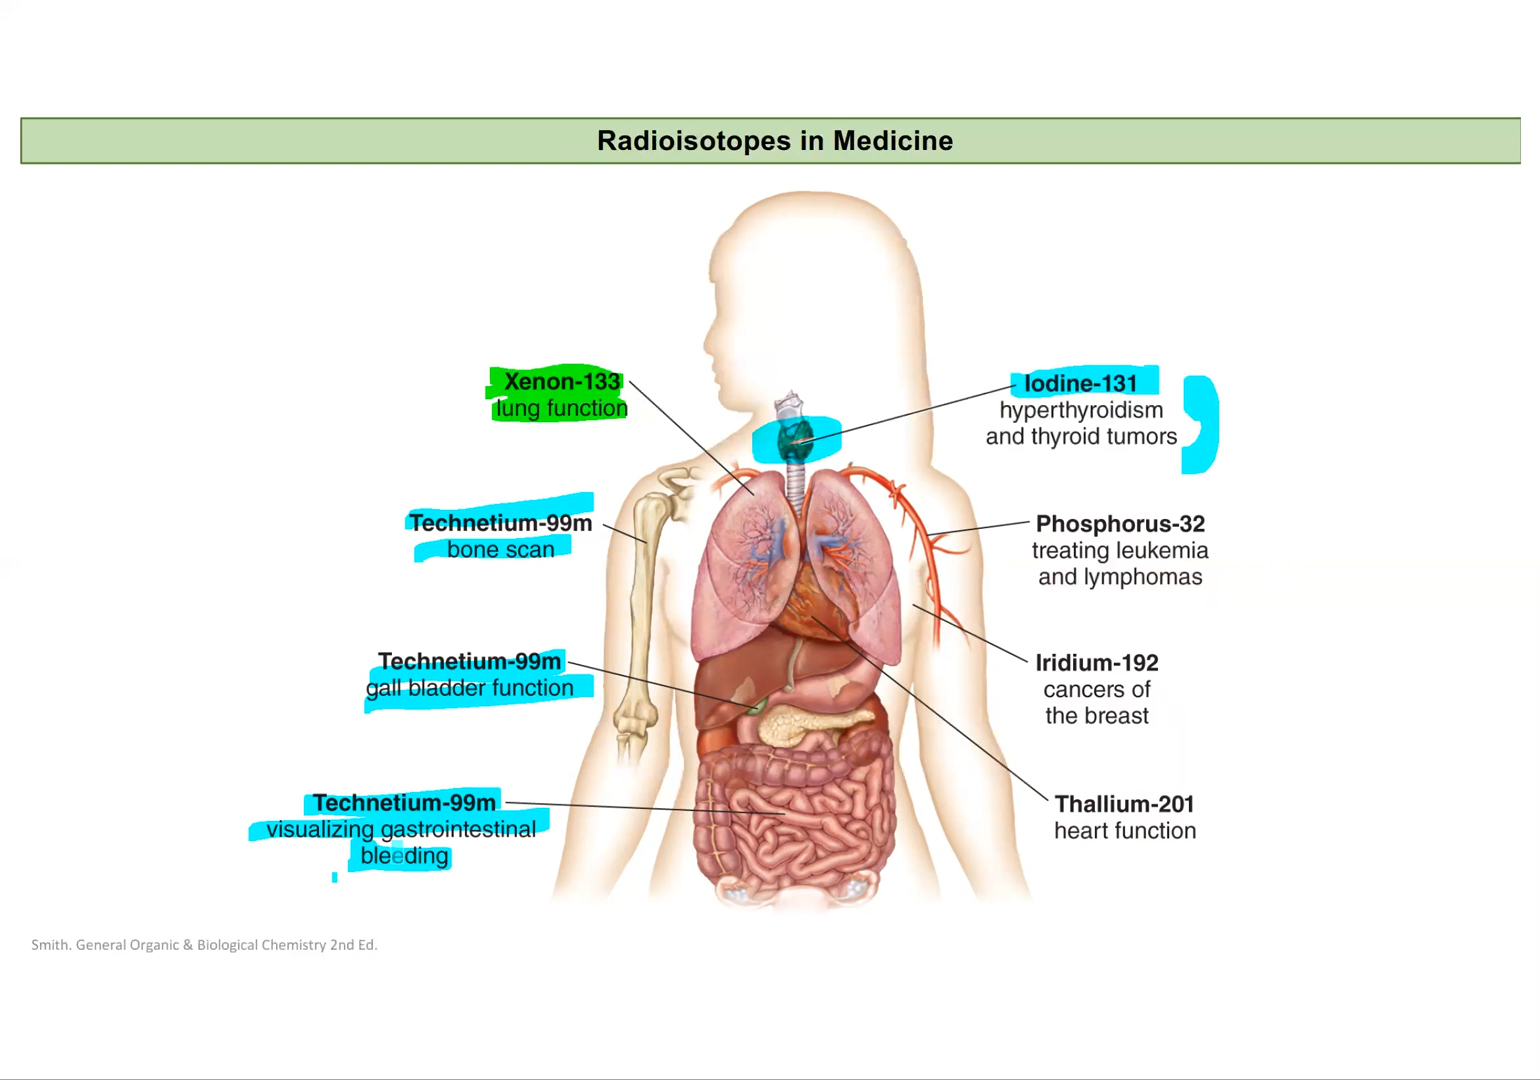 Radioisotopes in Medicine
Xenon-133
lung function
Iodine-131
hyperthyroidism
and thyroid tumors
Technetium-99m
bone scan
Phosphorus-32
treating leukemia
and lymphomas
Technetium-99m
gall bladder function
Iridium-192
cancers of
the breast
Technetium-99m
visualizing gastrointestinal
bleeding
Thallium-201
heart function
Smith. General Organic & Biological Chemistry 2nd Ed.